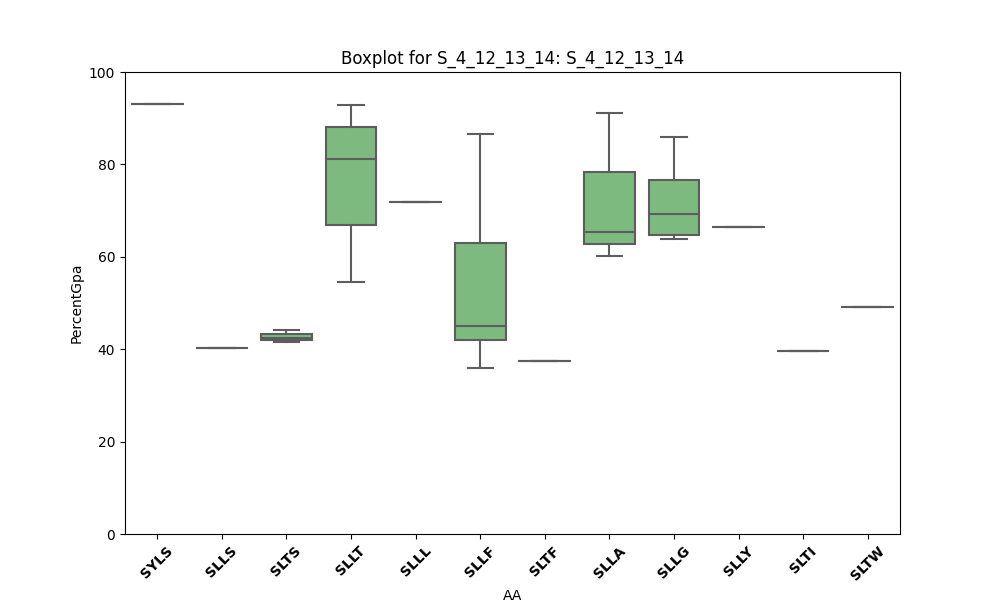 Boxplot for S_4_12_13_14: S_4_12_13_14
PercentGpa
100
80
60
40
20
0
SYLS SLLS SLTS SLLT SLLL SLLF SLTF SLLA SLLG SLLY SLTI SLTW
AA